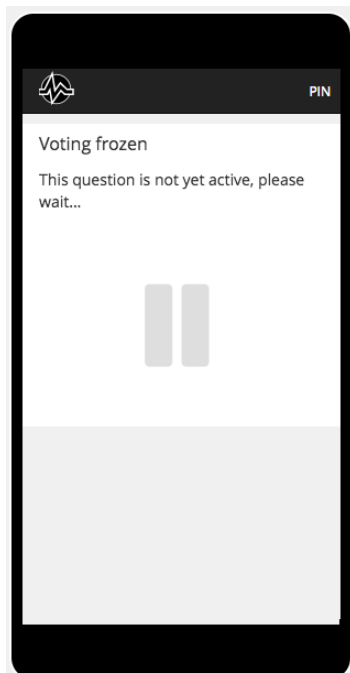 PIN
Voting frozen
This question is not yet active, please
wait...